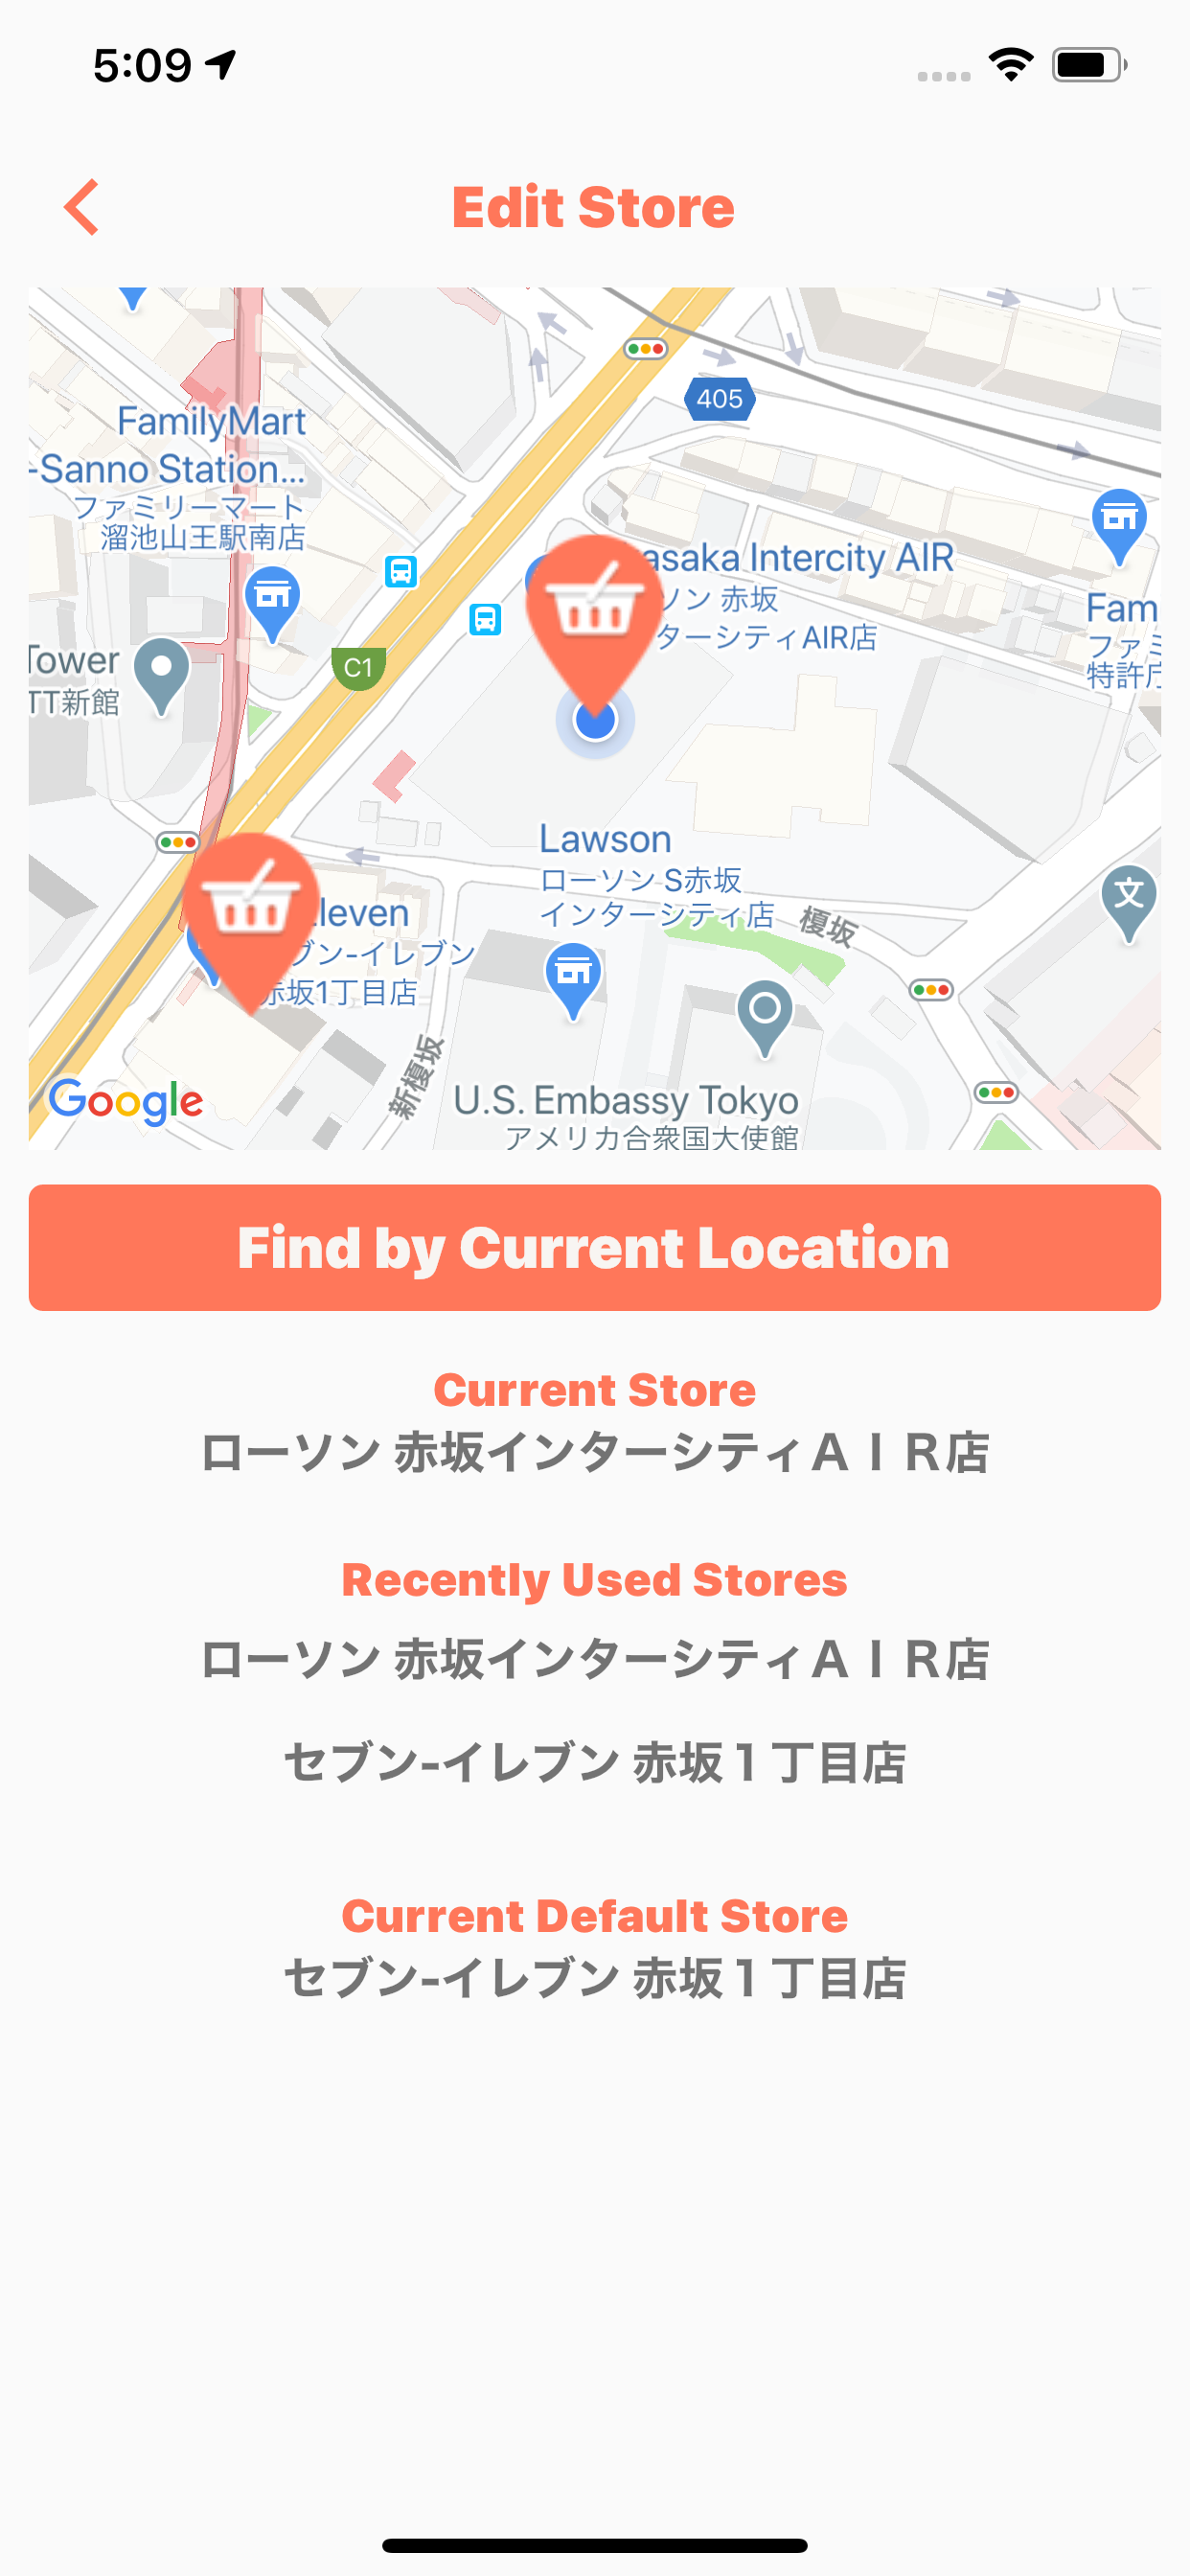 5:09
Edit Store
405
FamilyMart
-Sanno Station...
ファミリーマート
溜池山王駅南店
asaka Intercity AIR
ソン 赤坂
ターシティAIR店
Fam
ファミ
特許庁
Tower
TT新館
C1
Lawson
ローソン S赤坂
インターシティ店
榎坂
文
leven
ブン-イレブン
赤坂1丁目店
新榎坂
U.S. Embassy Tokyo
アメリカ合衆国大使館
Google
Find by Current Location
Current Store
ローソン 赤坂インターシティＡＩＲ店
Recently Used Stores
ローソン 赤坂インターシティＡＩＲ店
セブン-イレブン 赤坂１丁目店
Current Default Store
セブン-イレブン 赤坂１丁目店